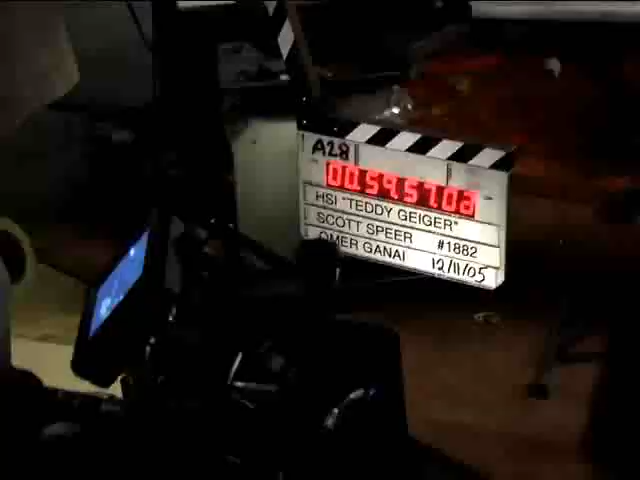 A28
00.59.57.02
HSI "TEDDY GEIGER"
SCOTT SPEER #1882
OMER GANAI 12/11/05